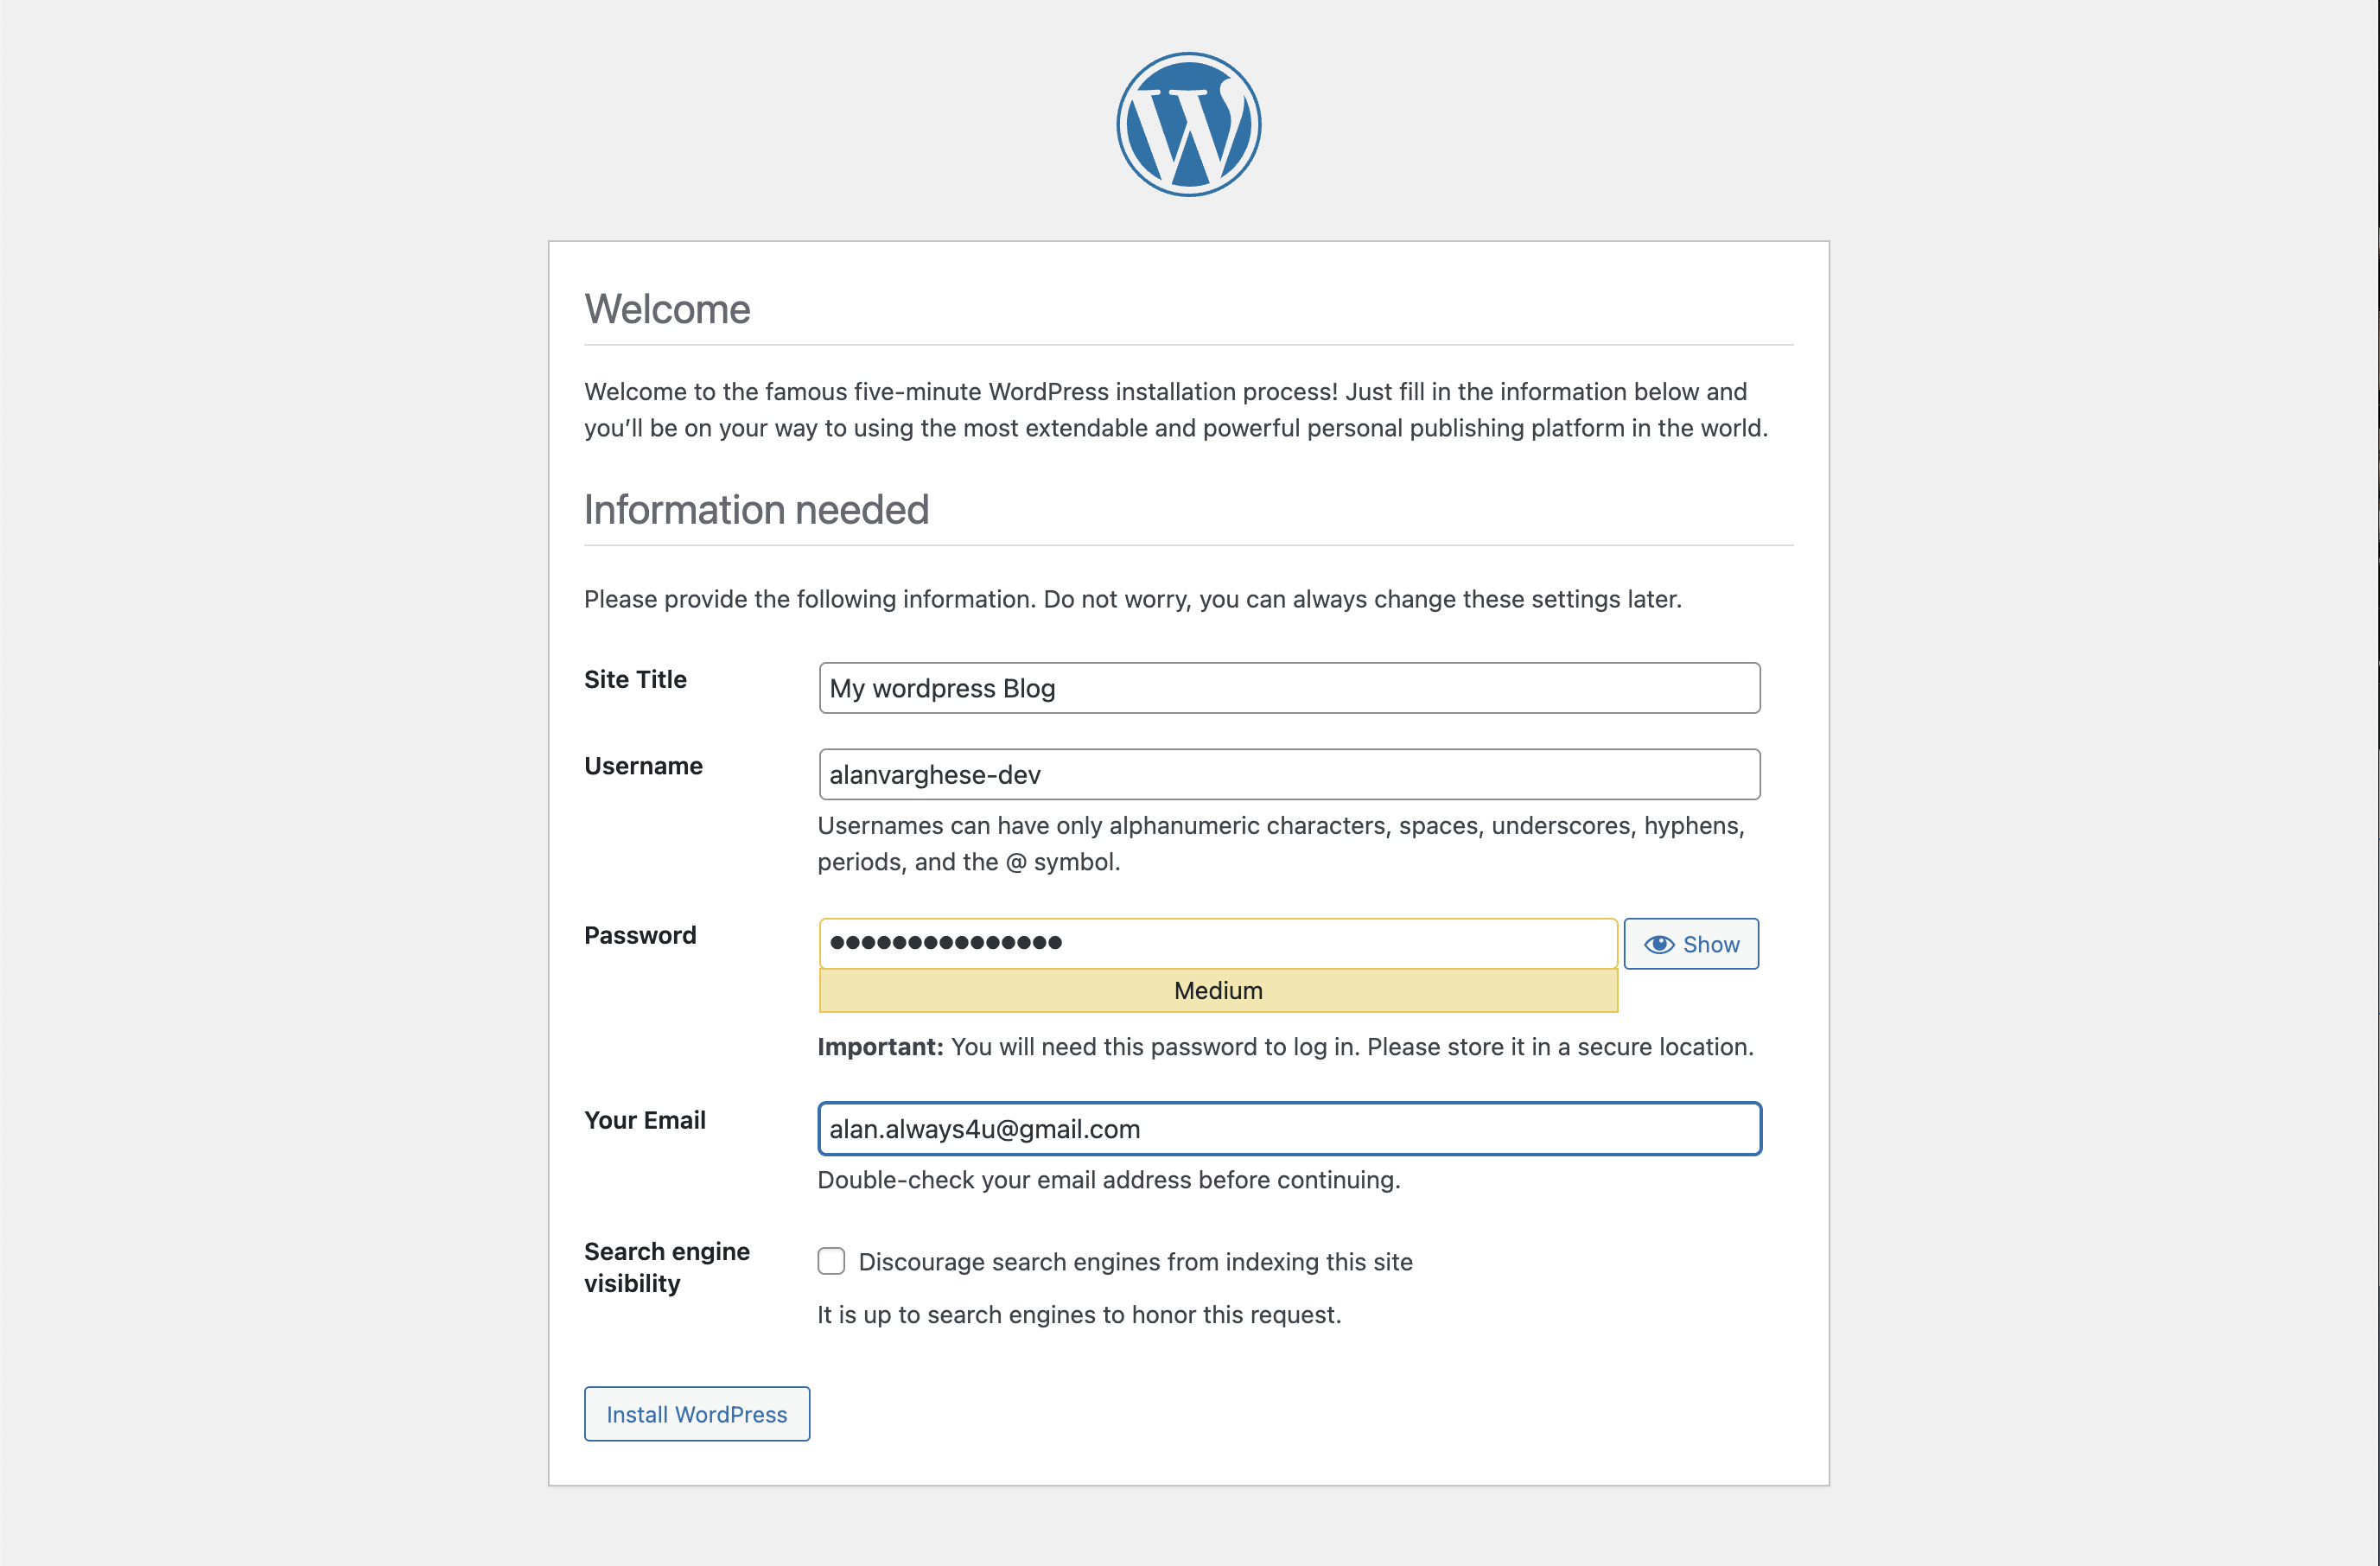 Welcome
Welcome to the famous five-minute WordPress installation process! Just fill in the information below and
you’ll be on your way to using the most extendable and powerful personal publishing platform in the world.
Information needed
Please provide the following information. Do not worry, you can always change these settings later.
Site Title
My wordpress Blog
Username
alanvarghese-dev
Usernames can have only alphanumeric characters, spaces, underscores, hyphens,
periods, and the @ symbol.
Password
●●●●●●●●●●●●●●●
Show
Medium
Important: You will need this password to log in. Please store it in a secure location.
Your Email
alan.always4u@gmail.com
Double-check your email address before continuing.
Search engine
visibility
Discourage search engines from indexing this site
It is up to search engines to honor this request.
Install WordPress